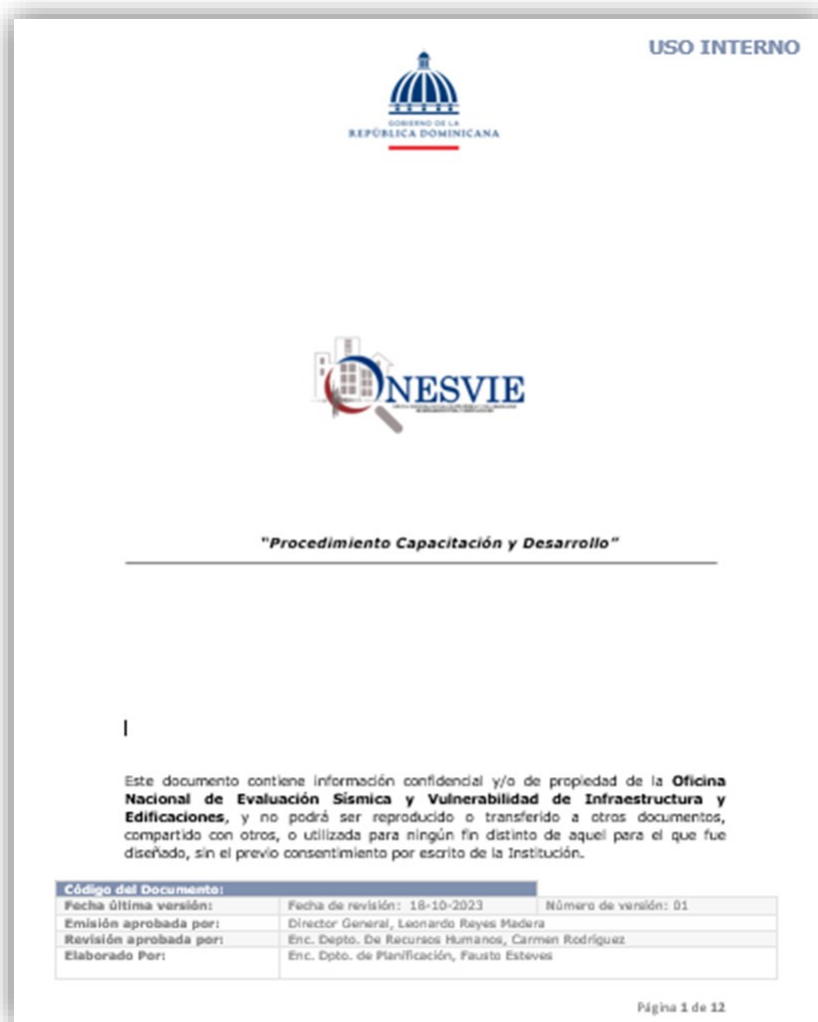 USO INTERNO
GOBIERNO DE LA
REPÚBLICA DOMINICANA
ONESVIE
“Procedimiento Capacitación y Desarrollo”
Este documento contiene información confidencial y/o de propiedad de la Oficina
Nacional de Evaluación Sísmica y Vulnerabilidad de Infraestructura y
Edificaciones, y no podrá ser reproducido o transferido a otros documentos,
compartido con otros, o utilizada para ningún fin distinto de aquel para el que fue
diseñado, sin el previo consentimiento por escrito de la Institución.
Código del Documento:
Fecha última versión: Fecha de revisión: 18-10-2023 Número de versión: 01
Emisión aprobada por: Director General, Leonardo Reyes Madera
Revisión aprobada por: Enc. Depto. De Recursos Humanos, Carmen Rodríguez
Elaborado Por: Enc. Dpto. de Planificación, Fausto Esteves
Página 1 de 12